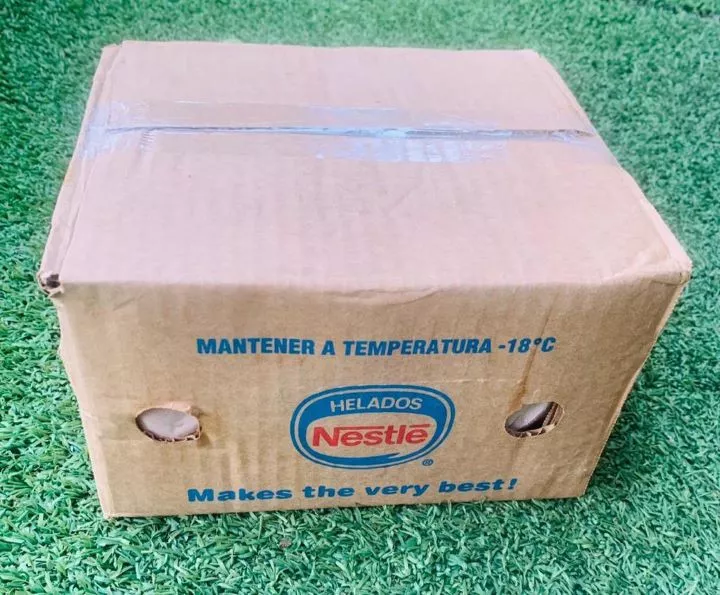 MANTENER A TEMPERATURA -18°C
HELADOS
Nestlé
®
Makes the very best!